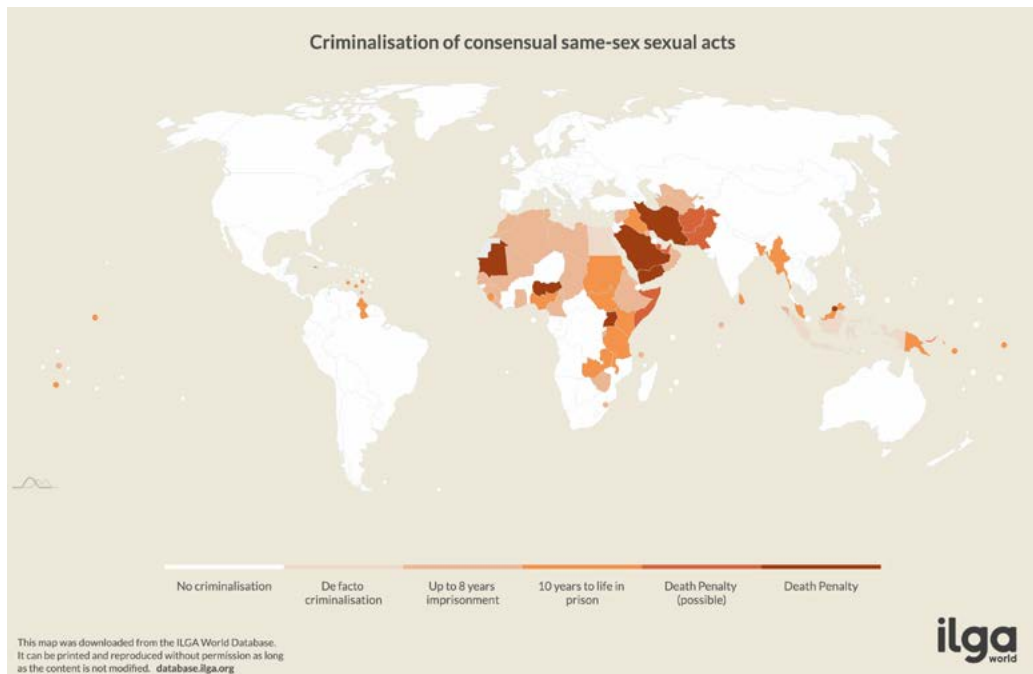 Criminalisation of consensual same-sex sexual acts
No criminalisation
De facto
criminalisation
Up to 8 years
imprisonment
10 years to life in
prison
Death Penalty
(possible)
Death Penalty
This map was downloaded from the ILGA World Database.
It can be printed and reproduced without permission as long
as the content is not modified. database.ilga.org
ilga
world